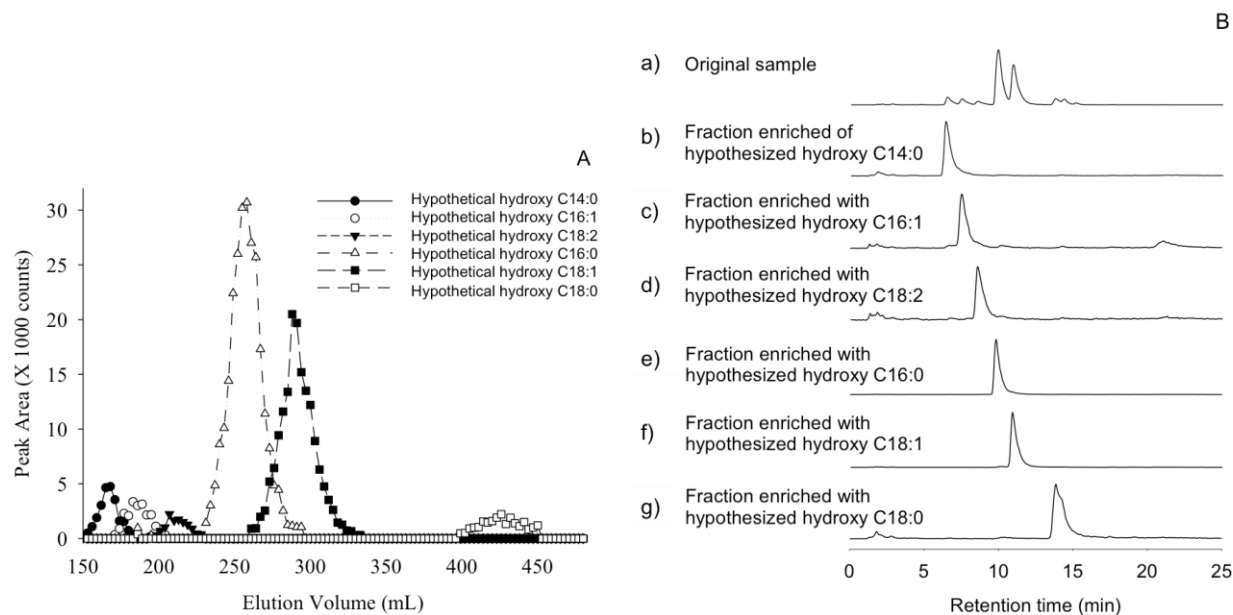 A
Peak Area (X 1000 counts)
30
25
20
15
10
5
0
Hypothetical hydroxy C14:0
Hypothetical hydroxy C16:1
Hypothetical hydroxy C18:2
Hypothetical hydroxy C16:0
Hypothetical hydroxy C18:1
Hypothetical hydroxy C18:0
150 200 250 300 350 400 450
Elution Volume (mL)
B
a) Original sample
b) Fraction enriched of
hypothesized hydroxy C14:0
c) Fraction enriched with
hypothesized hydroxy C16:1
d) Fraction enriched with
hypothesized hydroxy C18:2
e) Fraction enriched with
hypothesized hydroxy C16:0
f) Fraction enriched with
hypothesized hydroxy C18:1
g) Fraction enriched with
hypothesized hydroxy C18:0
0 5 10 15 20 25
Retention time (min)